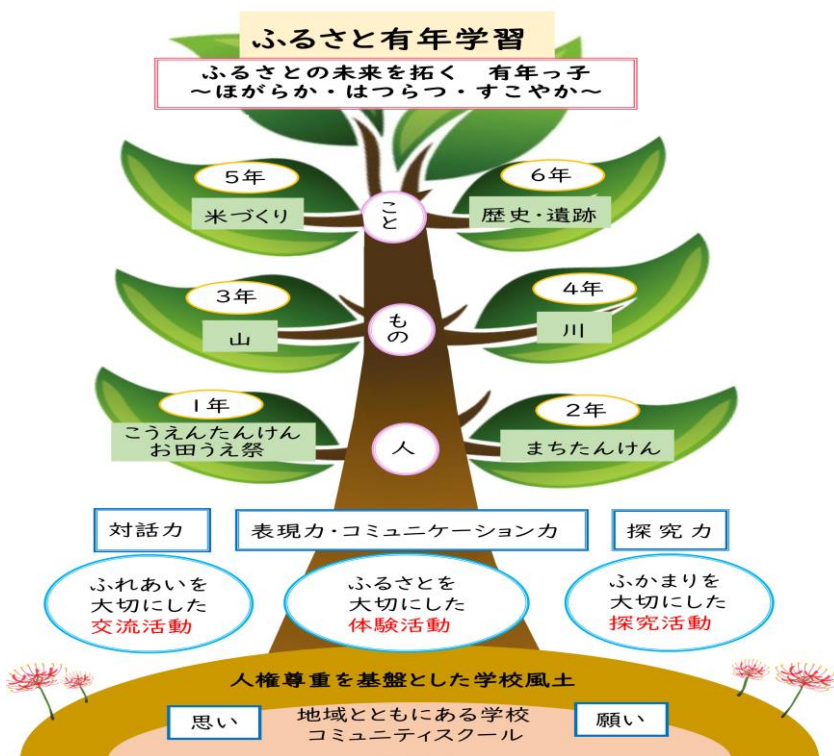 ふるさと有年学習
ふるさとの未来を拓く　有年っ子
～ほがらか・はつらつ・すこやか～
5年
米づくり
こと
6年
歴史・遺跡
3年
山
もの
4年
川
1年
こうえんたんけん
お田うえ祭
人
2年
まちたんけん
対話力
表現力・コミュニケーション力
探究力
ふれあいを
大切にした
交流活動
ふるさとを
大切にした
体験活動
ふかまりを
大切にした
探究活動
人権尊重を基盤とした学校風土
思い
地域とともにある学校
コミュニティスクール
願い